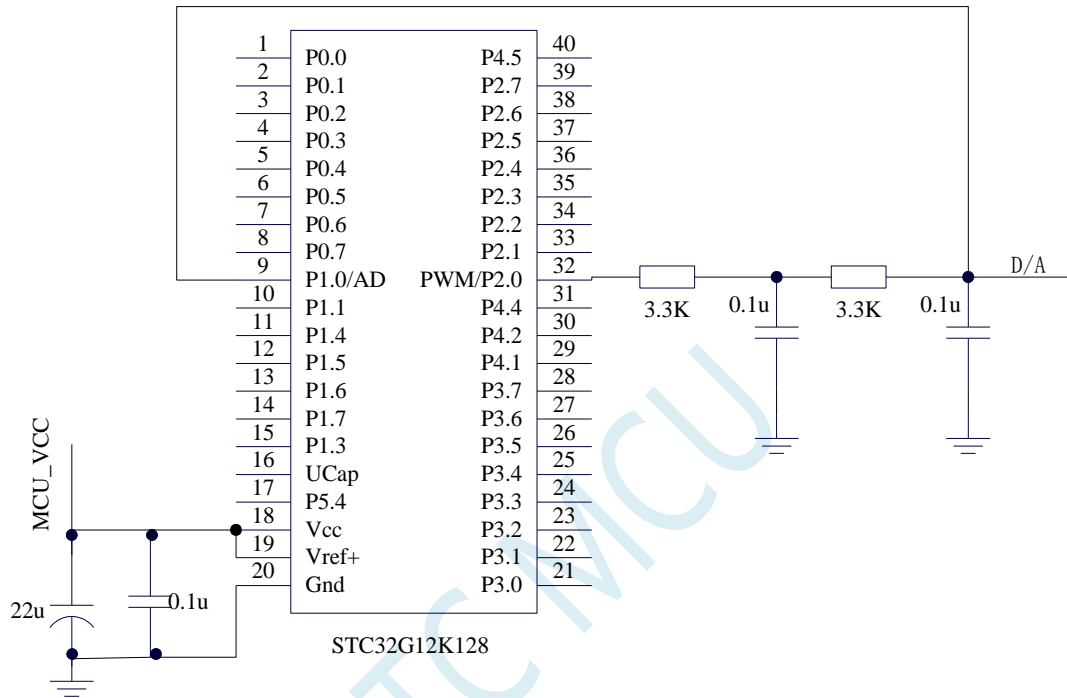 1 P0.0 P4.5 40
2 P0.1 P2.7 39
3 P0.2 P2.6 38
4 P0.3 P2.5 37
5 P0.4 P2.4 36
6 P0.5 P2.3 35
7 P0.6 P2.2 34
8 P0.7 P2.1 33
9 P1.0/AD PWM/P2.0 32
D/A
10 P1.1 P4.4 31
3.3K 0.1u 3.3K 0.1u
11 P1.4 P4.2 30
12 P1.5 P4.1 29
13 P1.6 P3.7 28
14 P1.7 P3.6 27
15 P1.3 P3.5 26
16 UCap P3.4 25
17 P5.4 P3.3 24
18 Vcc P3.2 23
19 Vref+ P3.1 22
20 Gnd P3.0 21
MCU_VCC
22u 0.1u
STC32G12K128
STC MCU